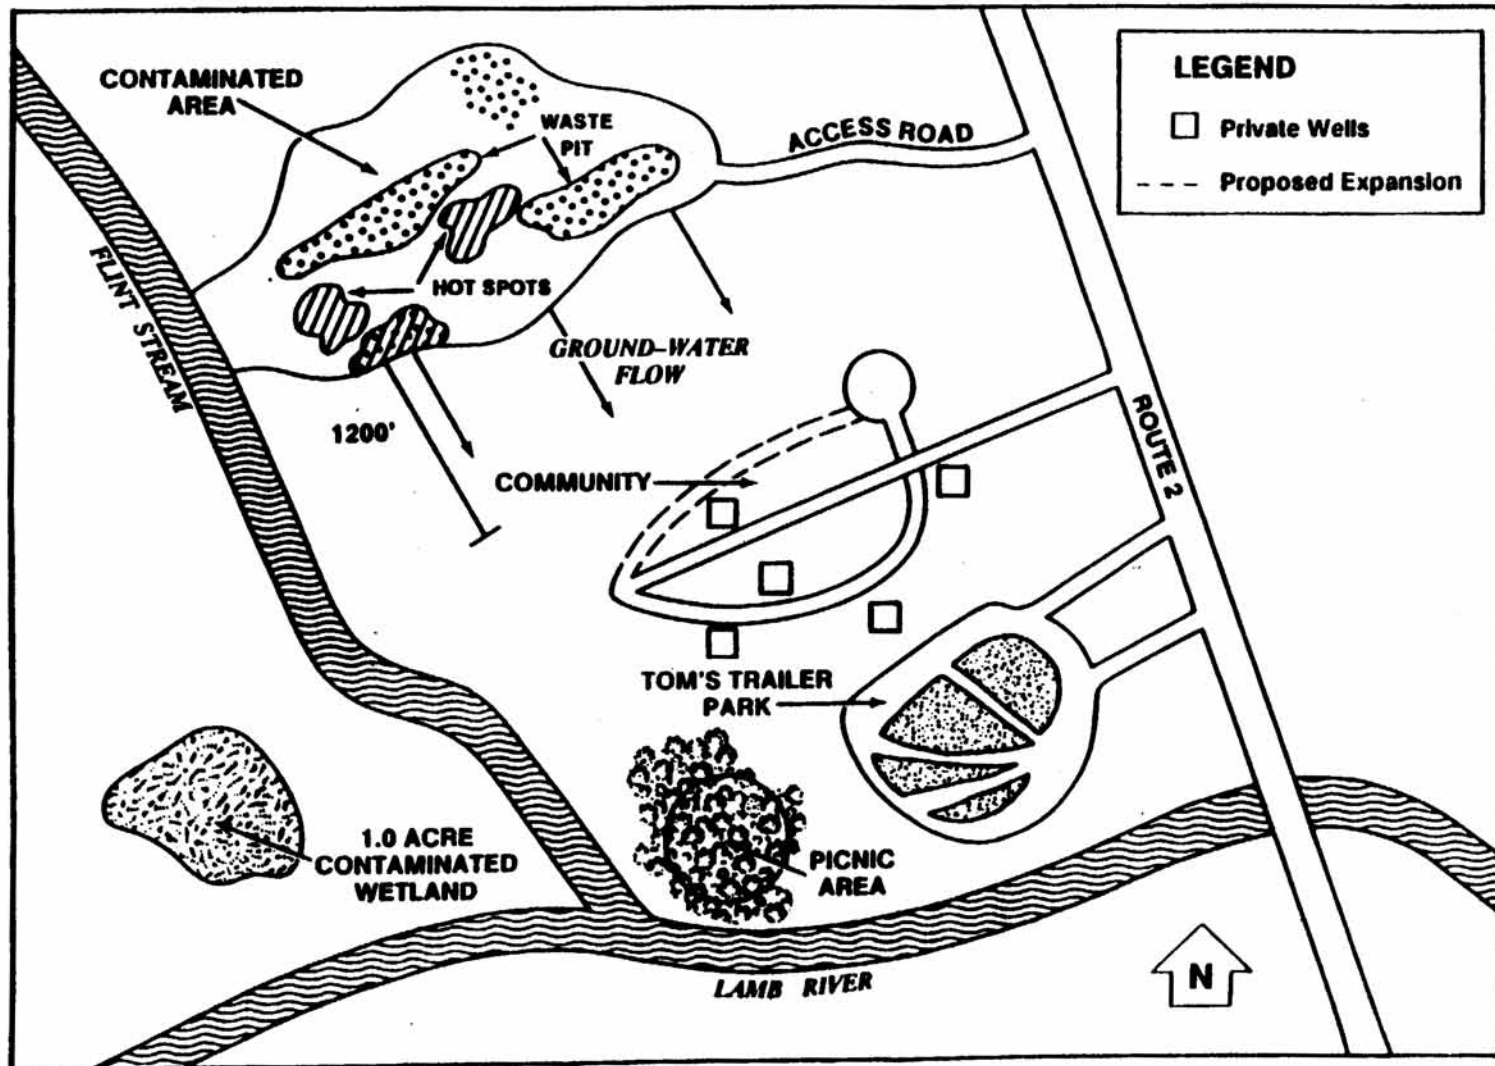 CONTAMINATED
AREA
WASTE
PIT
ACCESS ROAD
LEGEND
Private Wells
Proposed Expansion
FLINT STREAM
HOT SPOTS
GROUND-WATER
FLOW
1200'
ROUTE 2
COMMUNITY
TOM'S TRAILER
PARK
1.0 ACRE
CONTAMINATED
WETLAND
PICNIC
AREA
LAMB RIVER
N